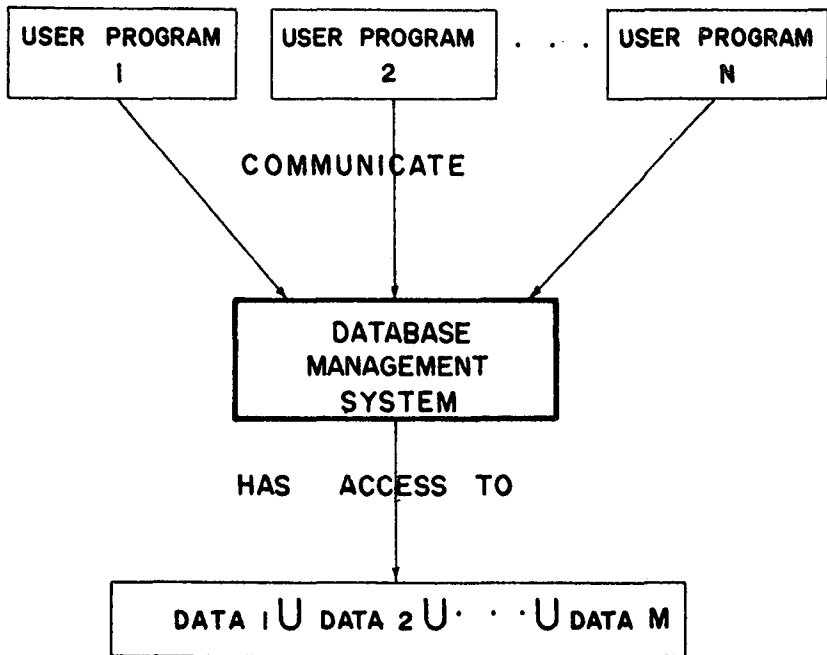 USER PROGRAM
1
USER PROGRAM
2
. . .
USER PROGRAM
N
COMMUNICATE
DATABASE
MANAGEMENT
SYSTEM
HAS ACCESS TO
DATA 1 ∪ DATA 2 ∪ · · · ∪ DATA M